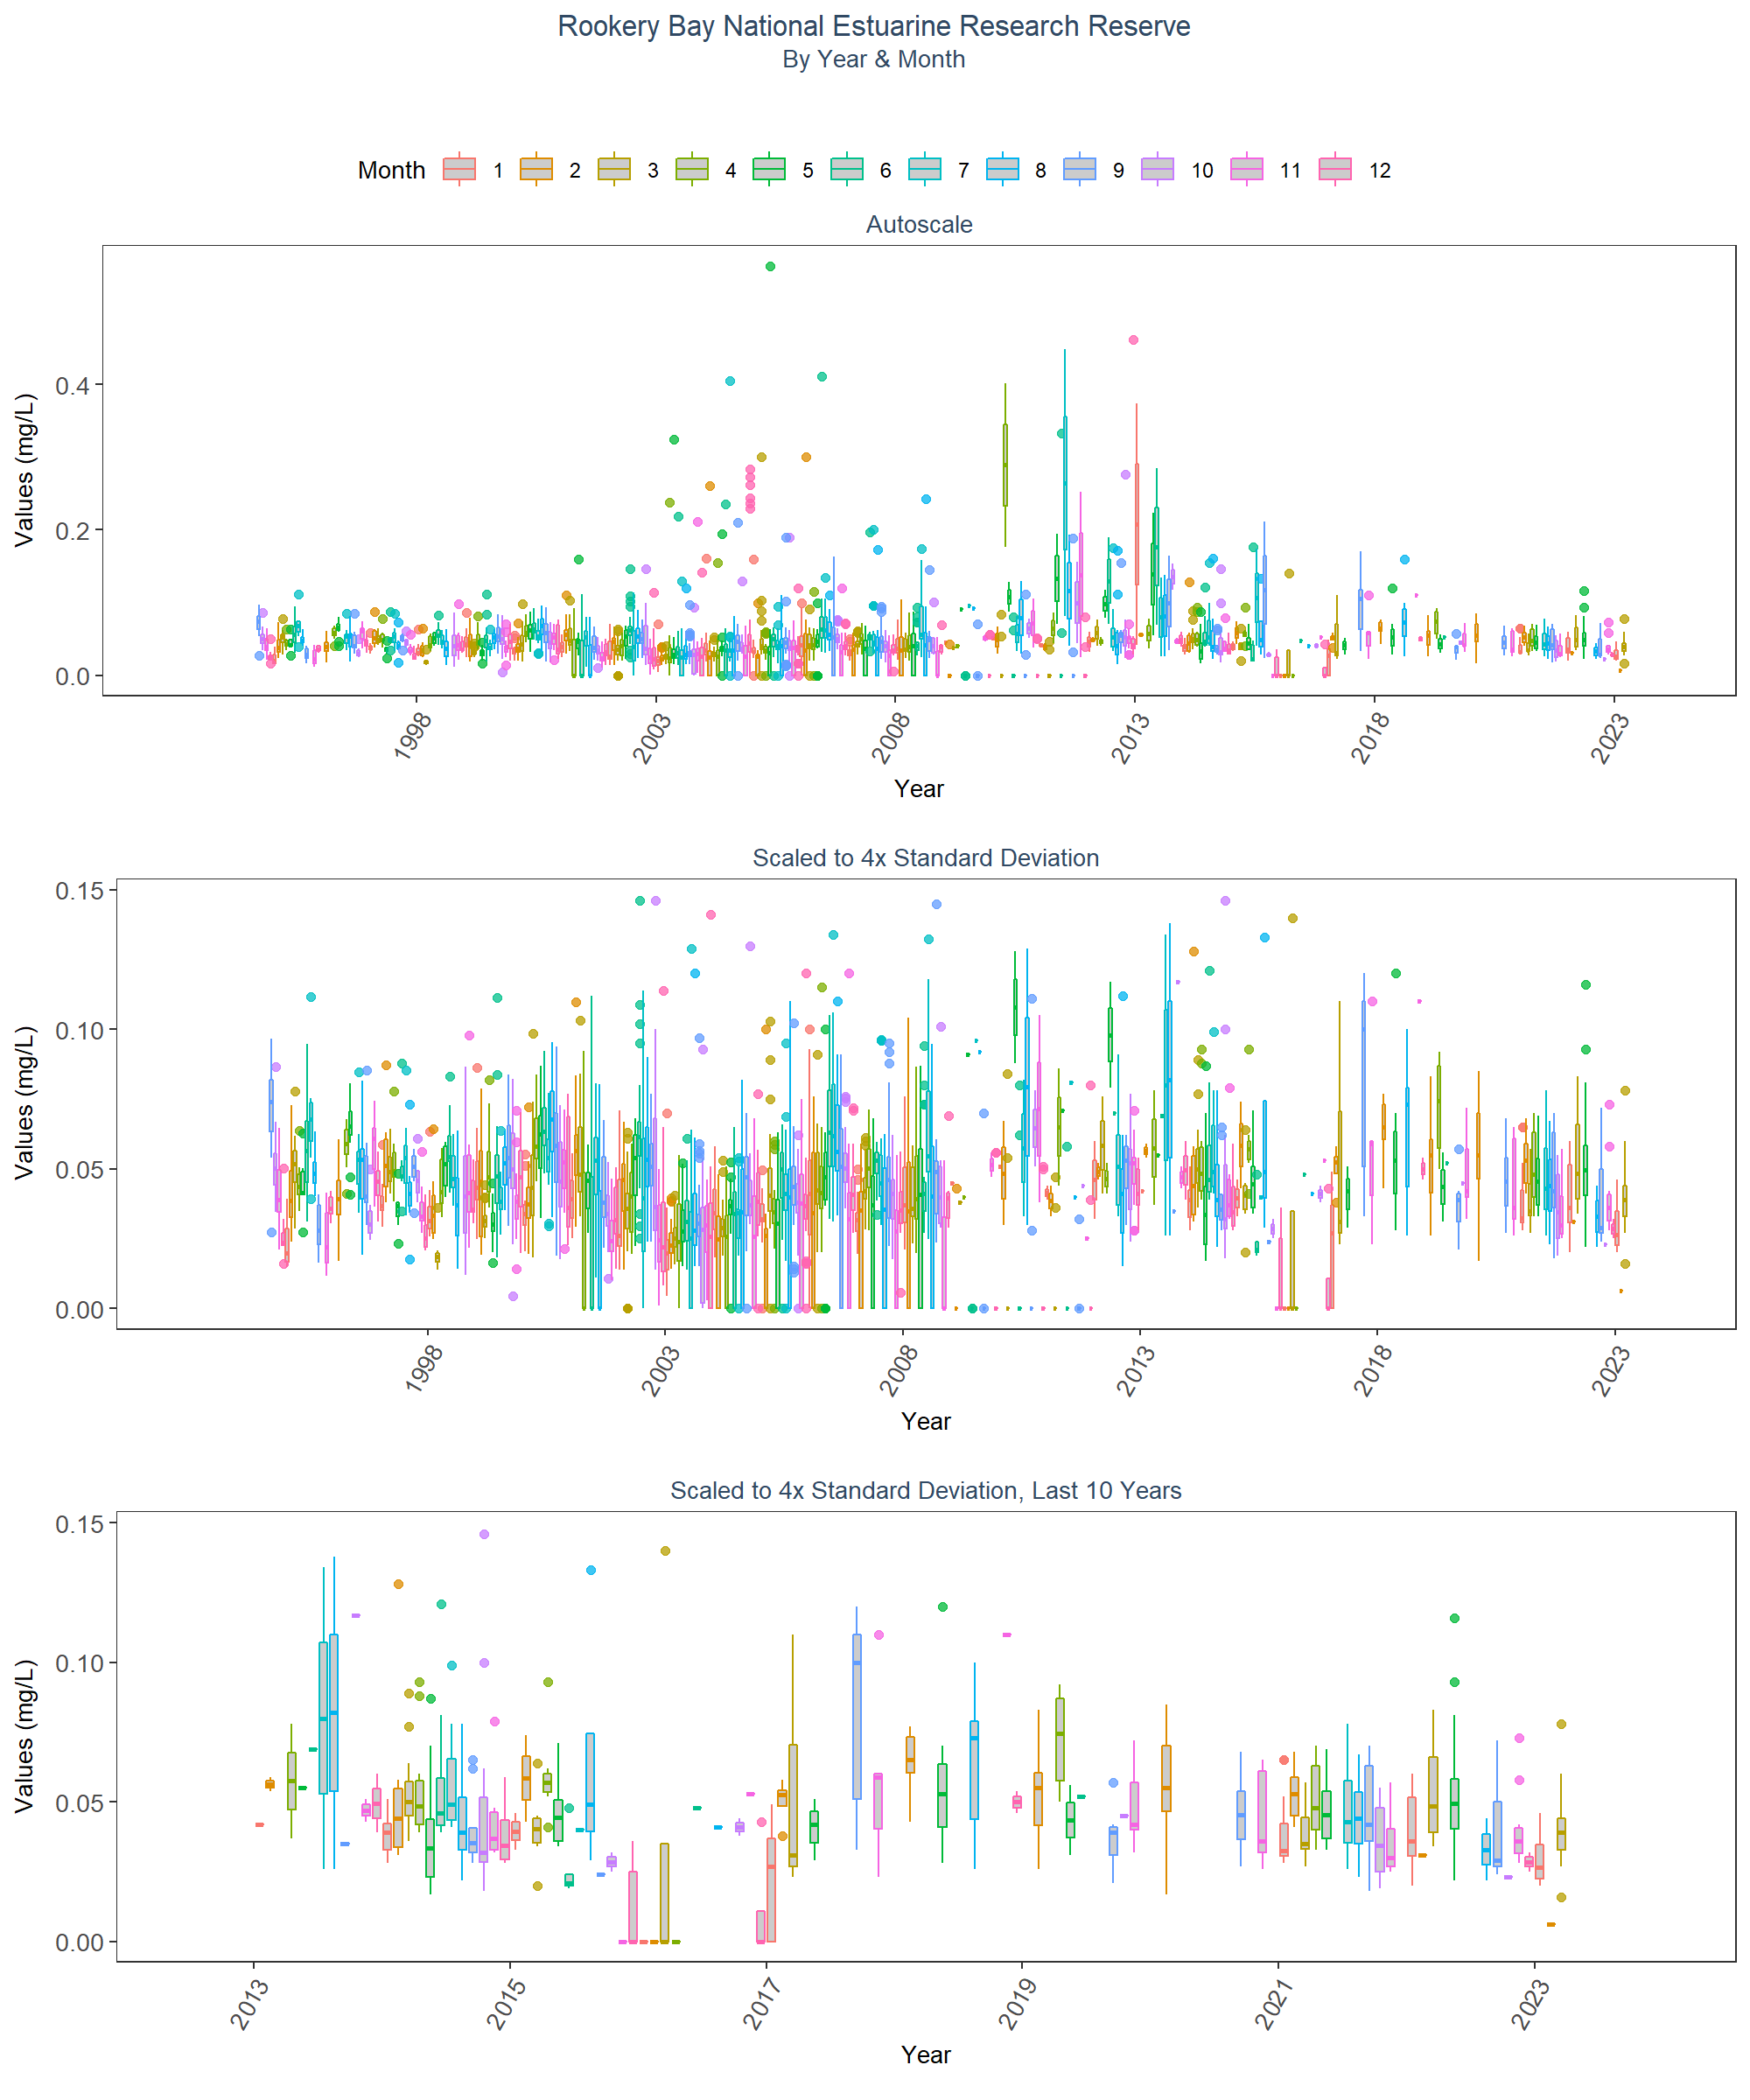 Rookery Bay National Estuarine Research Reserve
By Year & Month
Month 1 2 3 4 5 6 7 8 9 10 11 12
Autoscale
Values (mg/L)
0.4
0.2
0.0
1998 2003 2008 2013 2018 2023
Year
Scaled to 4x Standard Deviation
Values (mg/L)
0.15
0.10
0.05
0.00
1998 2003 2008 2013 2018 2023
Year
Scaled to 4x Standard Deviation, Last 10 Years
Values (mg/L)
0.15
0.10
0.05
0.00
2013 2015 2017 2019 2021 2023
Year